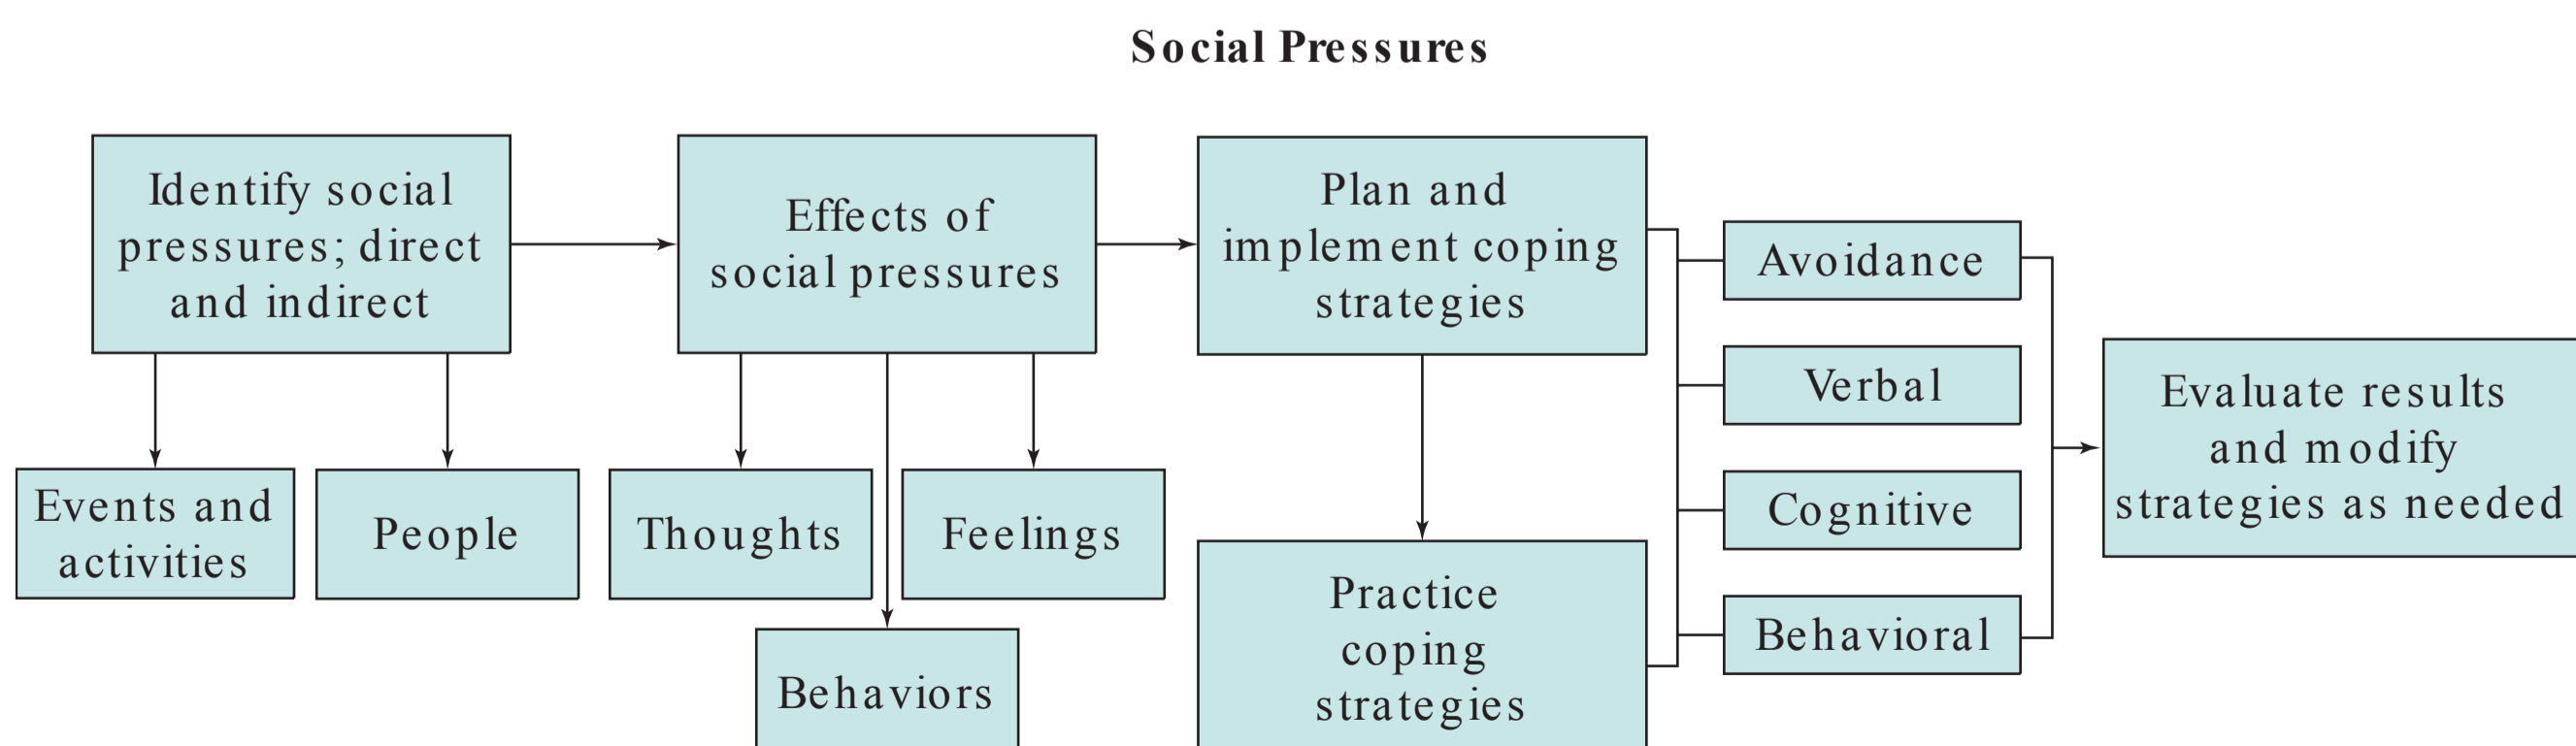 Social Pressures
Identify social
pressures; direct
and indirect
Effects of
social pressures
Plan and
implement coping
strategies
Avoidance
Verbal
Cognitive
Behavioral
Evaluate results
and modify
strategies as needed
Events and
activities
People
Thoughts
Feelings
Behaviors
Practice
coping
strategies